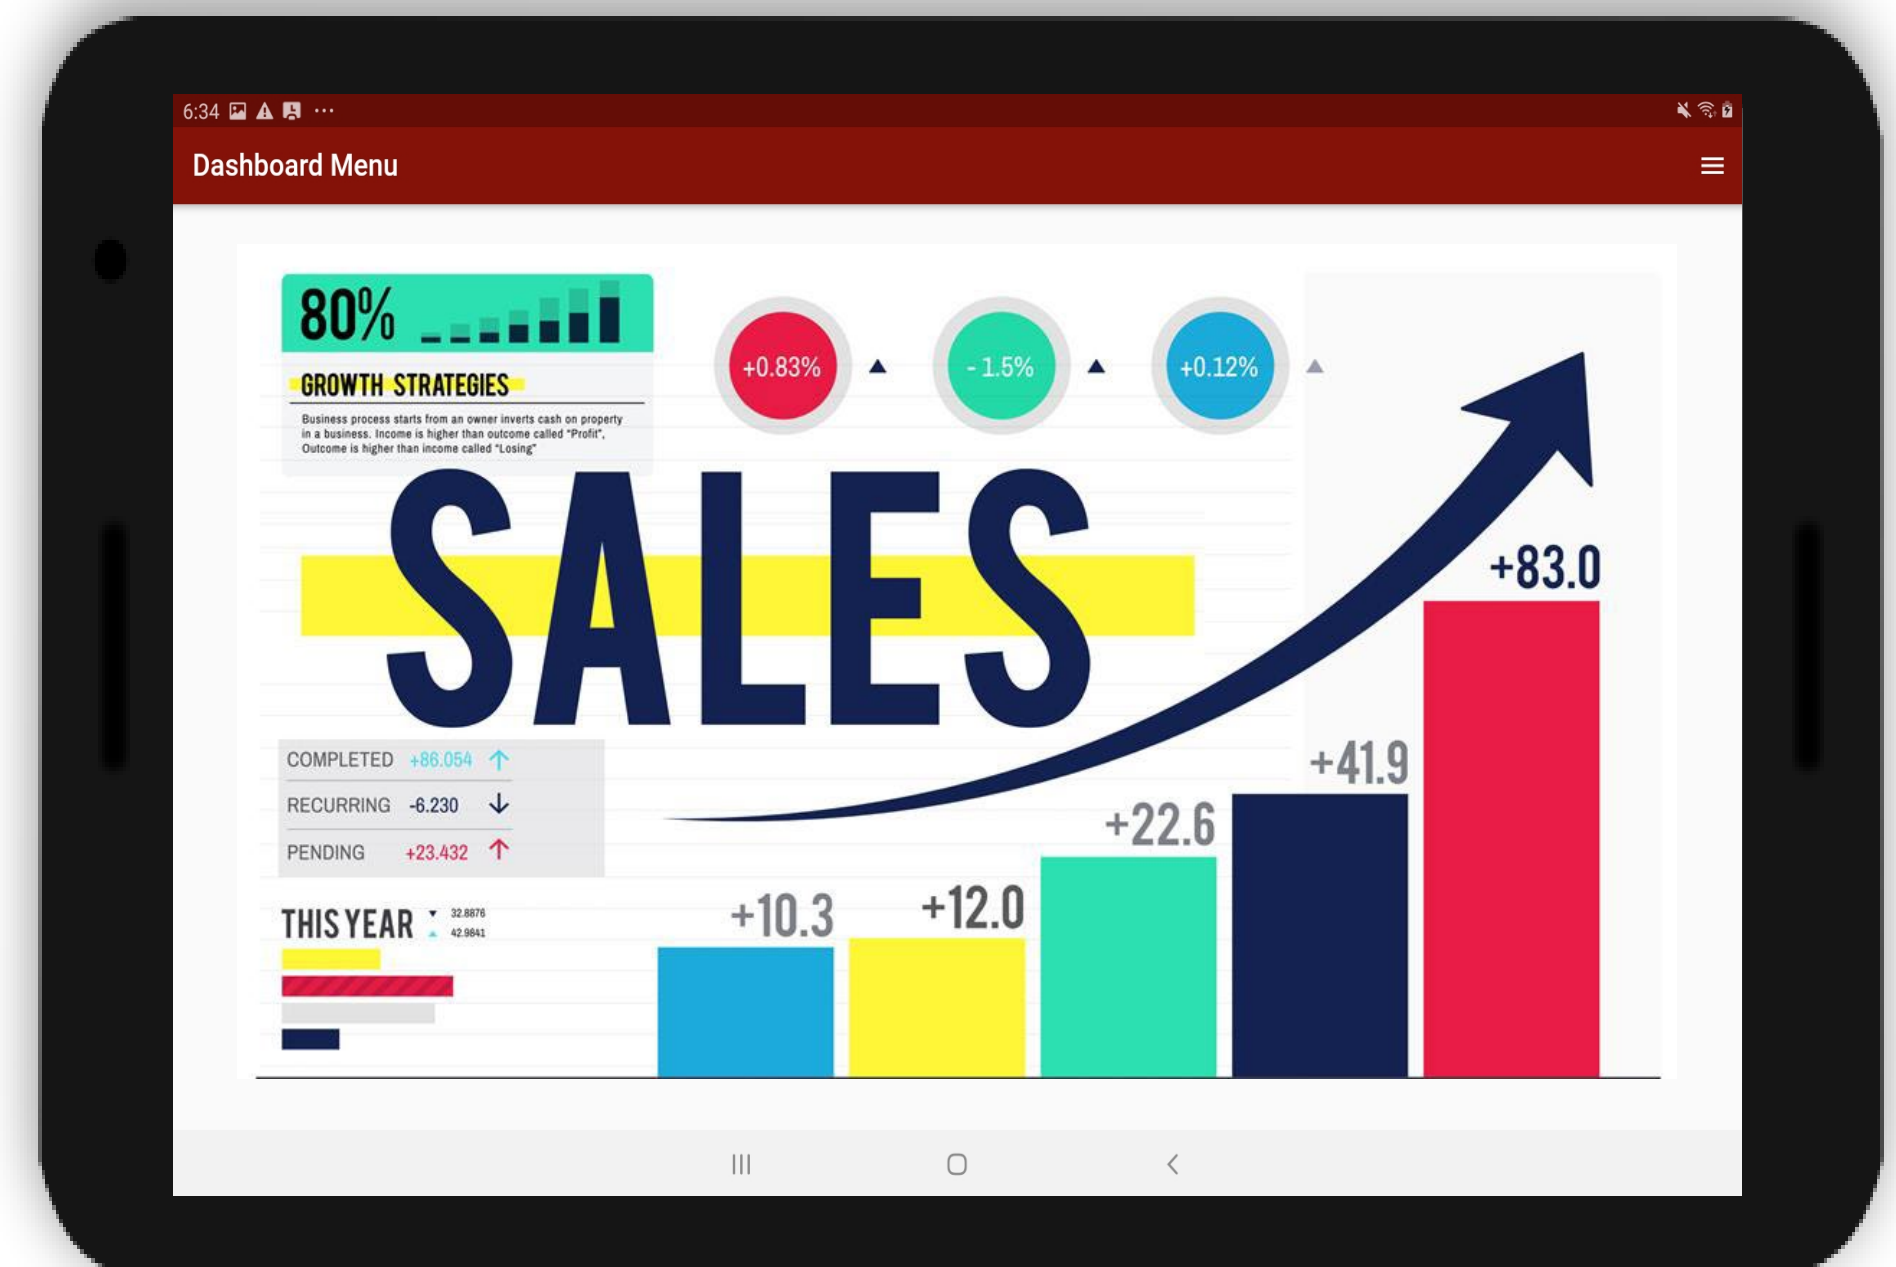 6:34
Dashboard Menu
80%
GROWTH STRATEGIES
Business process starts from an owner inverts cash on property
in a business. Income is higher than outcome called "Profit",
Outcome is higher than income called "Losing"
+0.83%
- 1.5%
+0.12%
SALES
COMPLETED +86.054
RECURRING -6.230
PENDING +23.432
THIS YEAR
32.8876
42.9841
+10.3
+12.0
+22.6
+41.9
+83.0